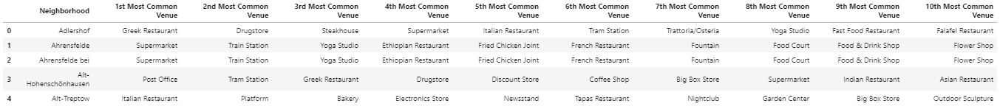 Neighborhood 1st Most Common Venue 2nd Most Common Venue 3rd Most Common Venue 4th Most Common Venue 5th Most Common Venue 6th Most Common Venue 7th Most Common Venue 8th Most Common Venue 9th Most Common Venue 10th Most Common Venue
0 Adlershof Greek Restaurant Drugstore Steakhouse Supermarket Italian Restaurant Tram Station Trattoria/Osteria Yoga Studio Fast Food Restaurant Falafel Restaurant
1 Ahrensfelde Supermarket Train Station Yoga Studio Ethiopian Restaurant Fried Chicken Joint French Restaurant Fountain Food Court Food & Drink Shop Flower Shop
2 Ahrensfelde bei Supermarket Train Station Yoga Studio Ethiopian Restaurant Fried Chicken Joint French Restaurant Fountain Food Court Food & Drink Shop Flower Shop
3 Alt-Hohenschönhausen Post Office Tram Station Greek Restaurant Drugstore Discount Store Coffee Shop Big Box Store Supermarket Indian Restaurant Asian Restaurant
4 Alt-Treptow Italian Restaurant Platform Bakery Electronics Store Newsstand Tapas Restaurant Nightclub Garden Center Big Box Store Outdoor Sculpture